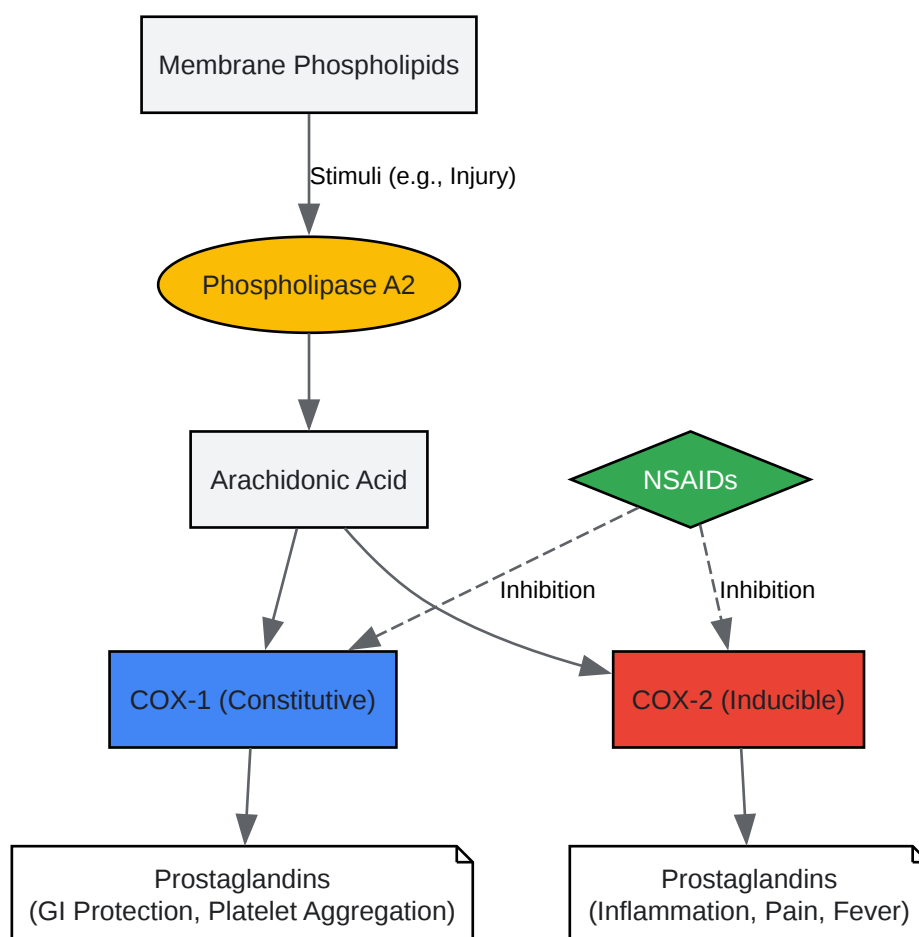 Membrane Phospholipids
Stimuli (e.g., Injury)
Phospholipase A2
Arachidonic Acid
NSAIDs
Inhibition
Inhibition
COX-1 (Constitutive)
COX-2 (Inducible)
Prostaglandins
(GI Protection, Platelet Aggregation)
Prostaglandins
(Inflammation, Pain, Fever)